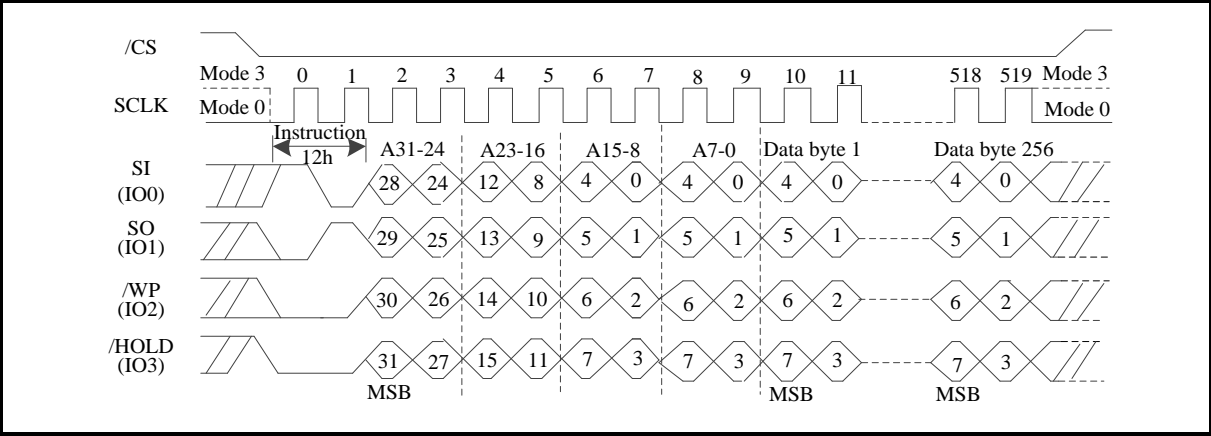 /CS
Mode 3 0 1 2 3 4 5 6 7 8 9 10 11 518 519 Mode 3
SCLK Mode 0 Mode 0
Instruction
12h A31-24 A23-16 A15-8 A7-0 Data byte 1 Data byte 256
SI
(IO0) 28 24 12 8 4 0 4 0 4 0 4 0
SO
(IO1) 29 25 13 9 5 1 5 1 5 1 5 1
/WP
(IO2) 30 26 14 10 6 2 6 2 6 2 6 2
/HOLD
(IO3) 31 27 15 11 7 3 7 3 7 3 7 3
MSB MSB MSB